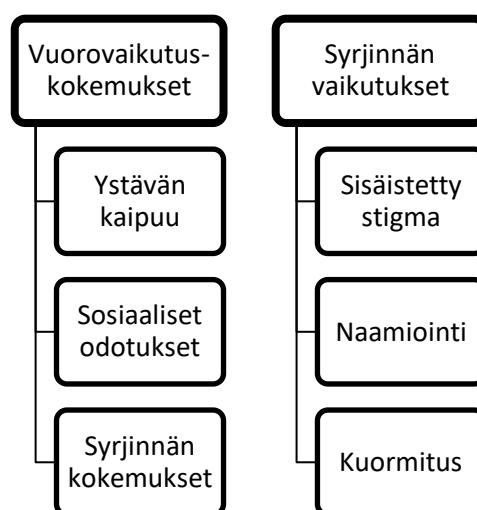 Vuorovaikutus-
kokemukset
Ystävän
kaipuu
Sosiaaliset
odotukset
Syrjinnän
kokemukset
Syrjinnän
vaikutukset
Sisäistetty
stigma
Naamiointi
Kuormitus